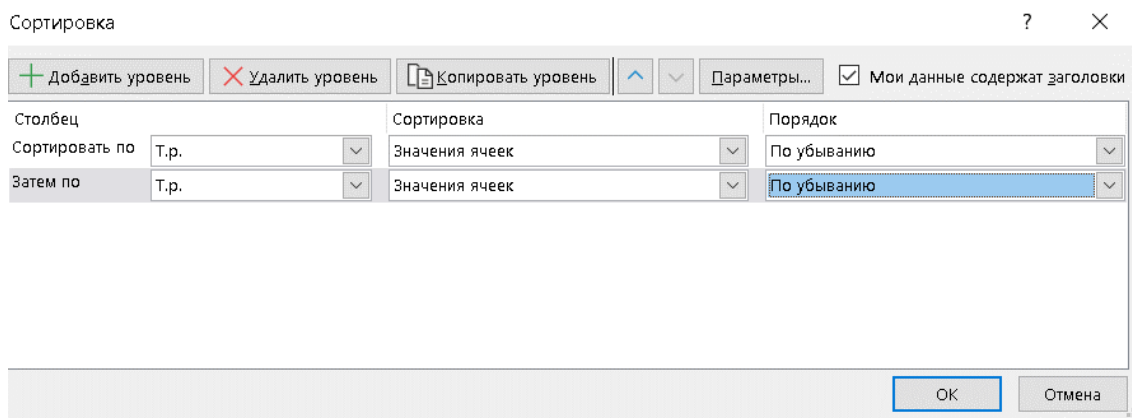 Сортировка ?
Добавить уровень Удалить уровень Копировать уровень Параметры... Мои данные содержат заголовки
Столбец Сортировка Порядок
Сортировать по Т.р. Значения ячеек По убыванию
Затем по Т.р. Значения ячеек По убыванию
ОК Отмена